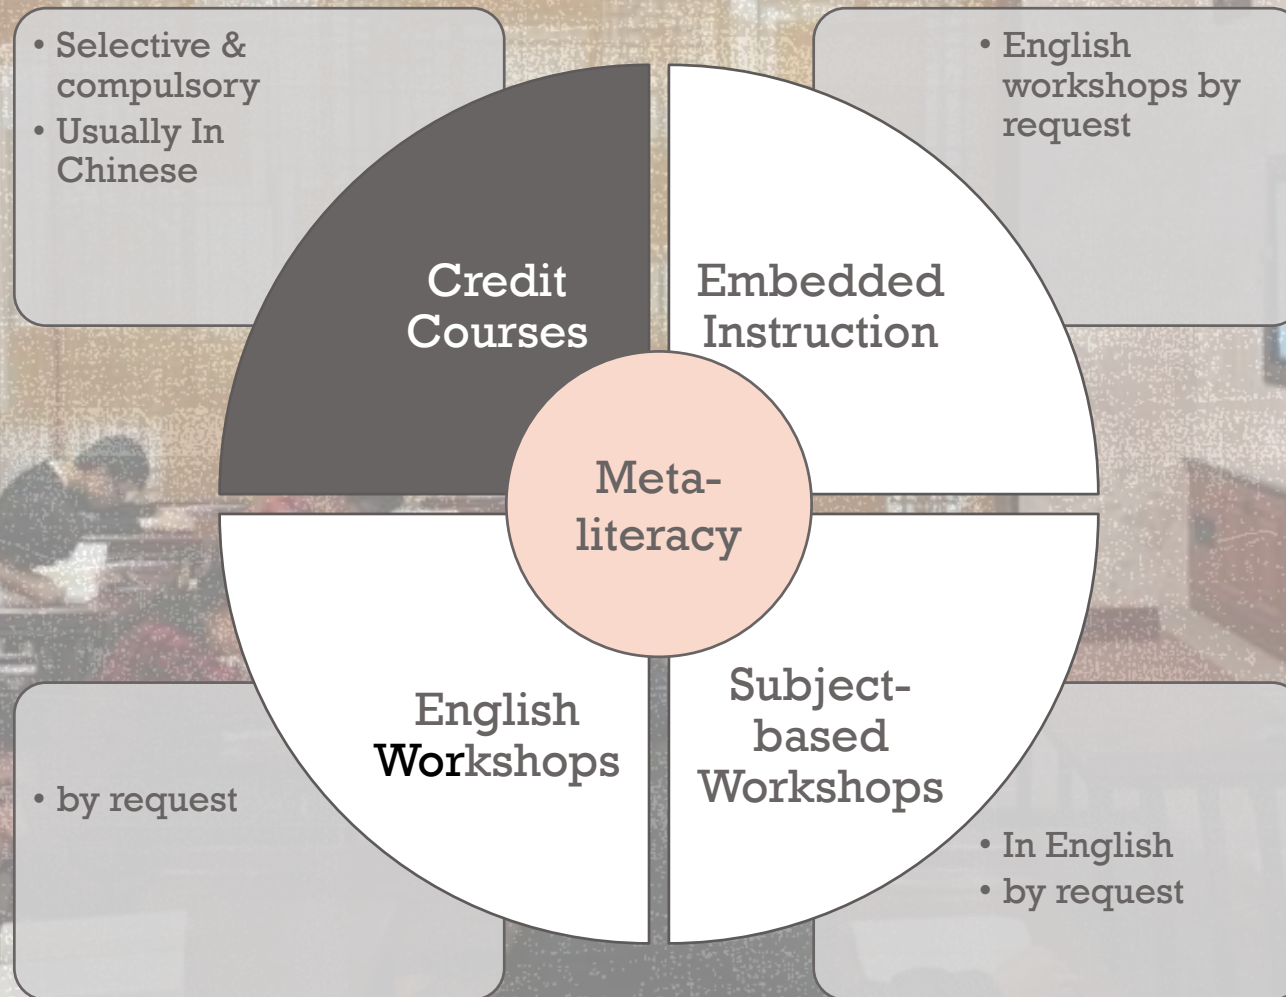 • Selective &
compulsory
• Usually In
Chinese
• English
workshops by
request
Credit
Courses
Embedded
Instruction
Meta-
literacy
English
Workshops
Subject-
based
Workshops
• by request
• In English
• by request